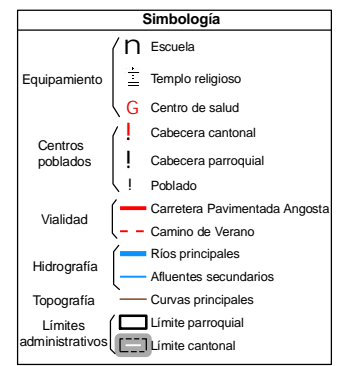 Simbología
Equipamiento
n Escuela
Templo religioso
G Centro de salud
Centros
poblados
! Cabecera cantonal
! Cabecera parroquial
! Poblado
Vialidad
Carretera Pavimentada Angosta
Camino de Verano
Hidrografía
Ríos principales
Afluentes secundarios
Topografía
Curvas principales
Límites
administrativos
Límite parroquial
Límite cantonal